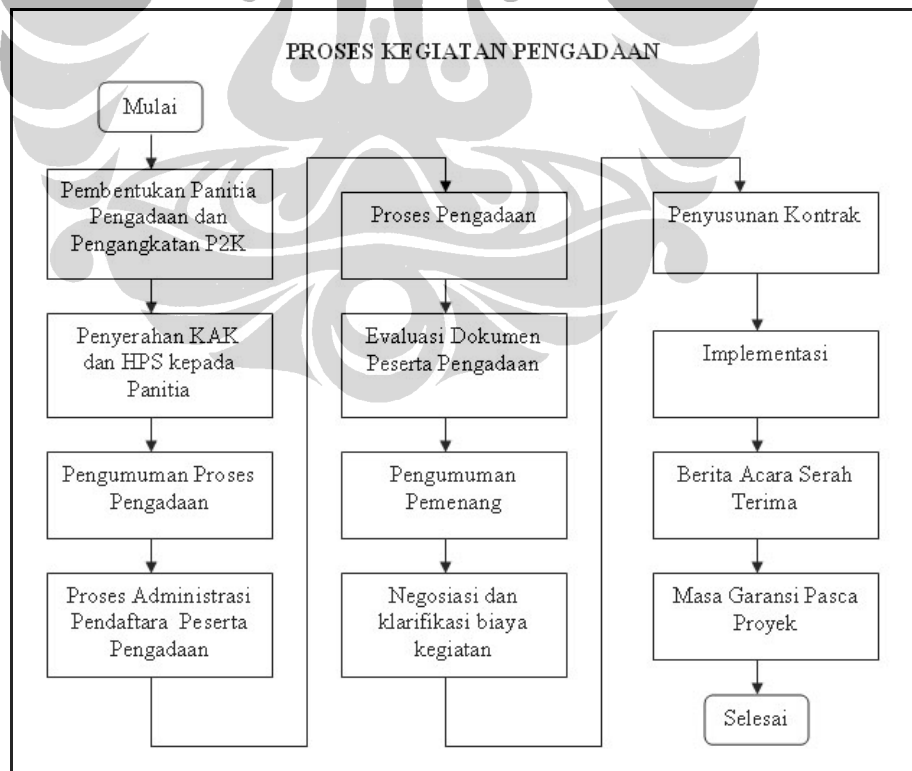 PROSES KEGIATAN PENGADAAN
Mulai
Pembentukan Panitia
Pengadaan dan
Pengangkatan P2K
Penyerahan KAK
dan HPS kepada
Panitia
Pengumuman Proses
Pengadaan
Proses Administrasi
Pendaftara Peserta
Pengadaan
Proses Pengadaan
Evaluasi Dokumen
Peserta Pengadaan
Pengumuman
Pemenang
Negosiasi dan
klarifikasi biaya
kegiatan
Penyusunan Kontrak
Implementasi
Berita Acara Serah
Terima
Masa Garansi Pasca
Proyek
Selesai